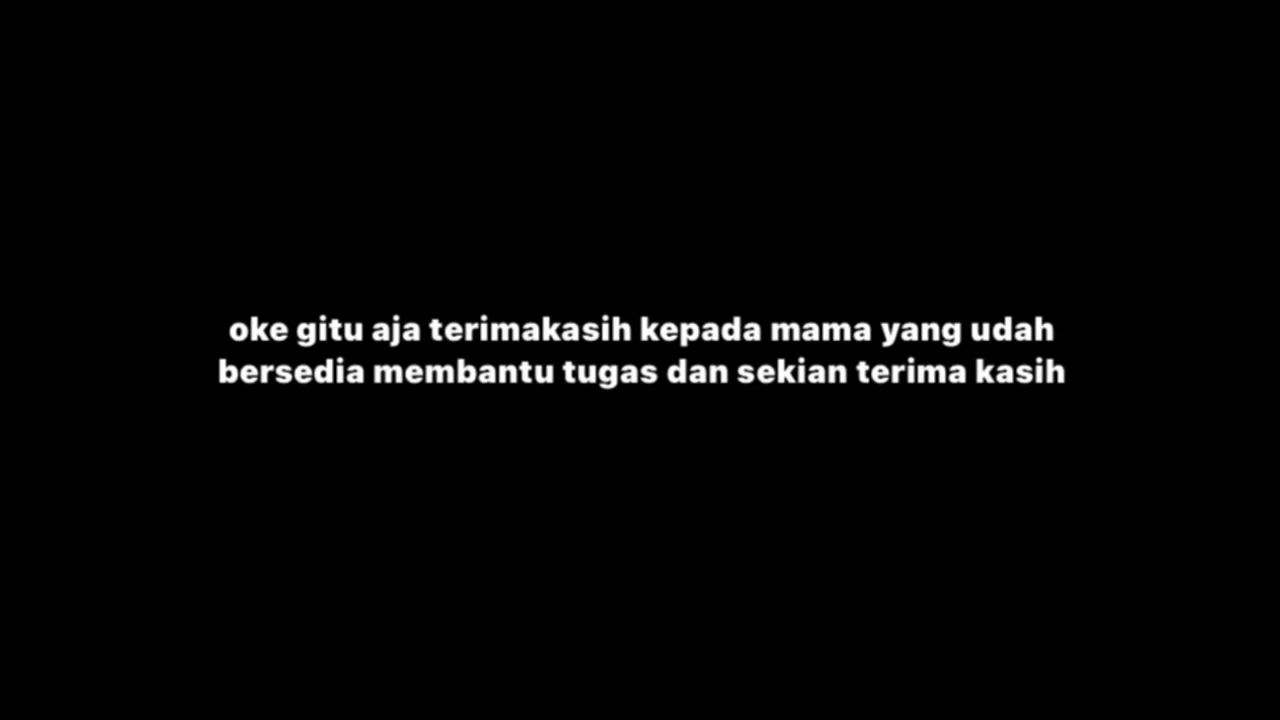 oke gitu aja terimakasih kepada mama yang udah
bersedia membantu tugas dan sekian terima kasih